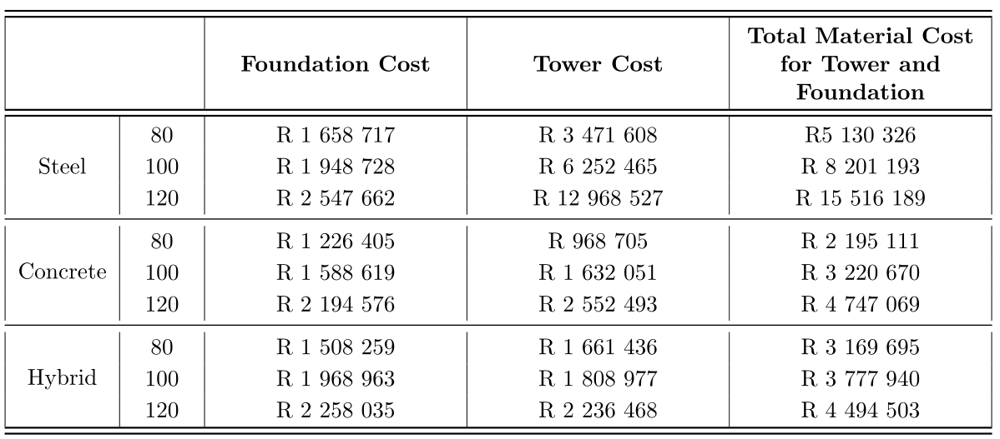 Foundation Cost Tower Cost Total Material Cost
for Tower and
Foundation
Steel
80 R 1 658 717 R 3 471 608 R5 130 326
100 R 1 948 728 R 6 252 465 R 8 201 193
120 R 2 547 662 R 12 968 527 R 15 516 189
Concrete
80 R 1 226 405 R 968 705 R 2 195 111
100 R 1 588 619 R 1 632 051 R 3 220 670
120 R 2 194 576 R 2 552 493 R 4 747 069
Hybrid
80 R 1 508 259 R 1 661 436 R 3 169 695
100 R 1 968 963 R 1 808 977 R 3 777 940
120 R 2 258 035 R 2 236 468 R 4 494 503